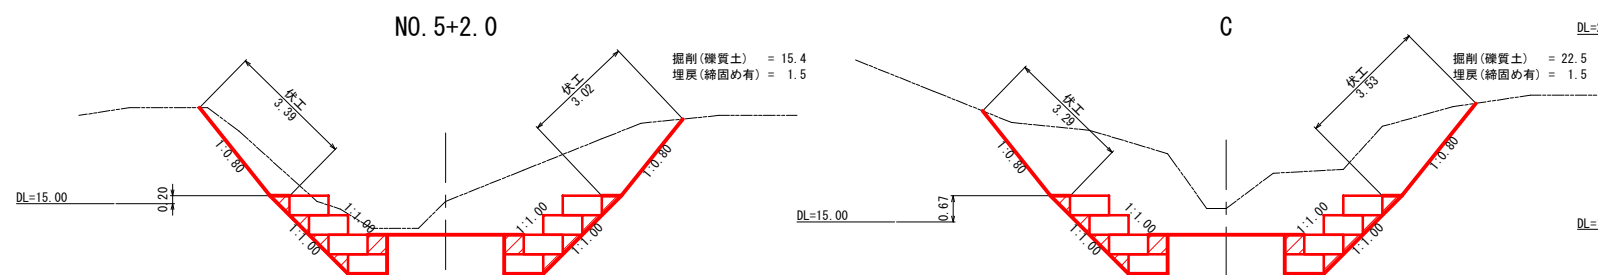 NO.5+2.0
掘削(礫質土) = 15.4
埋戻(締固め有) = 1.5
伏工
3.39
伏工
3.02
1:0.80
1:0.80
DL=15.00
0.20
1:1.00
1:1.00
1:1.00
1:1.00
C
掘削(礫質土) = 22.5
埋戻(締固め有) = 1.5
伏工
3.29
伏工
3.53
1:0.80
1:0.80
DL=15.00
0.67
1:1.00
1:1.00
1:1.00
1:1.00
DL=
DL=